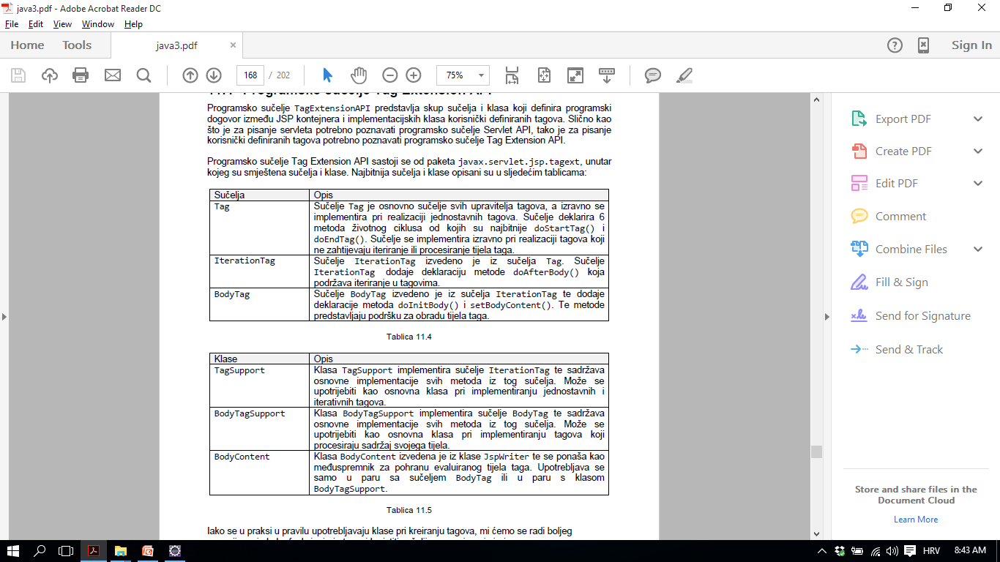 java3.pdf - Adobe Acrobat Reader DC
File Edit View Window Help
Home Tools java3.pdf × Sign In
168 / 202 75%
11.4 Programsko sučelje Tag Extension API
Programsko sučelje TagExtensionAPI predstavlja skup sučelja i klasa koji definira programski
dogovor između JSP kontejnera i implementacijskih klasa korisnički definiranih tagova. Slično kao
što je za pisanje servleta potrebno poznavati programsko sučelje Servlet API, tako je za pisanje
korisnički definiranih tagova potrebno poznavati programsko sučelje Tag Extension API.
Programsko sučelje Tag Extension API sastoji se od paketa javax.servlet.jsp.tagext, unutar
kojeg su smještena sučelja i klase. Najbitnija sučelja i klase opisani su u sljedećim tablicama:
Sučelja Opis
Tag Sučelje Tag je osnovno sučelje svih upravitelja tagova, a izravno se
implementira pri realizaciji jednostavnih tagova. Sučelje deklarira 6
metoda životnog ciklusa od kojih su najbitnije doStartTag() i
doEndTag(). Sučelje se implementira izravno pri realizaciji tagova koji
ne zahtijevaju iteriranje ili procesiranje tijela taga.
IterationTag Sučelje IterationTag izvedeno je iz sučelja Tag. Sučelje
IterationTag dodaje deklaraciju metode doAfterBody() koja
podržava iteriranje u tagovima.
BodyTag Sučelje BodyTag izvedeno je iz sučelja IterationTag te dodaje
deklaracije metoda doInitBody() i setBodyContent(). Te metode
predstavljaju podršku za obradu tijela taga.
Tablica 11.4
Klase Opis
TagSupport Klasa TagSupport implementira sučelje IterationTag te sadržava
osnovne implementacije svih metoda iz tog sučelja. Može se
upotrijebiti kao osnovna klasa pri implementiranju jednostavnih i
iterativnih tagova.
BodyTagSupport Klasa BodyTagSupport implementira sučelje BodyTag te sadržava
osnovne implementacije svih metoda iz tog sučelja. Može se
upotrijebiti kao osnovna klasa pri implementiranju tagova koji
procesiraju sadržaj svojega tijela.
BodyContent Klasa BodyContent izvedena je iz klase JspWriter te se ponaša kao
međuspremnik za pohranu evaluiranog tijela taga. Upotrebljava se
samo u paru sa sučeljem BodyTag ili u paru s klasom
BodyTagSupport.
Tablica 11.5
Iako se u praksi u pravilu upotrebljavaju klase pri kreiranju tagova, mi ćemo se radi boljeg
Export PDF
Create PDF
Edit PDF
Comment
Combine Files
Fill & Sign
Send for Signature
Send & Track
Store and share files in the
Document Cloud
Learn More
HRV 8:43 AM